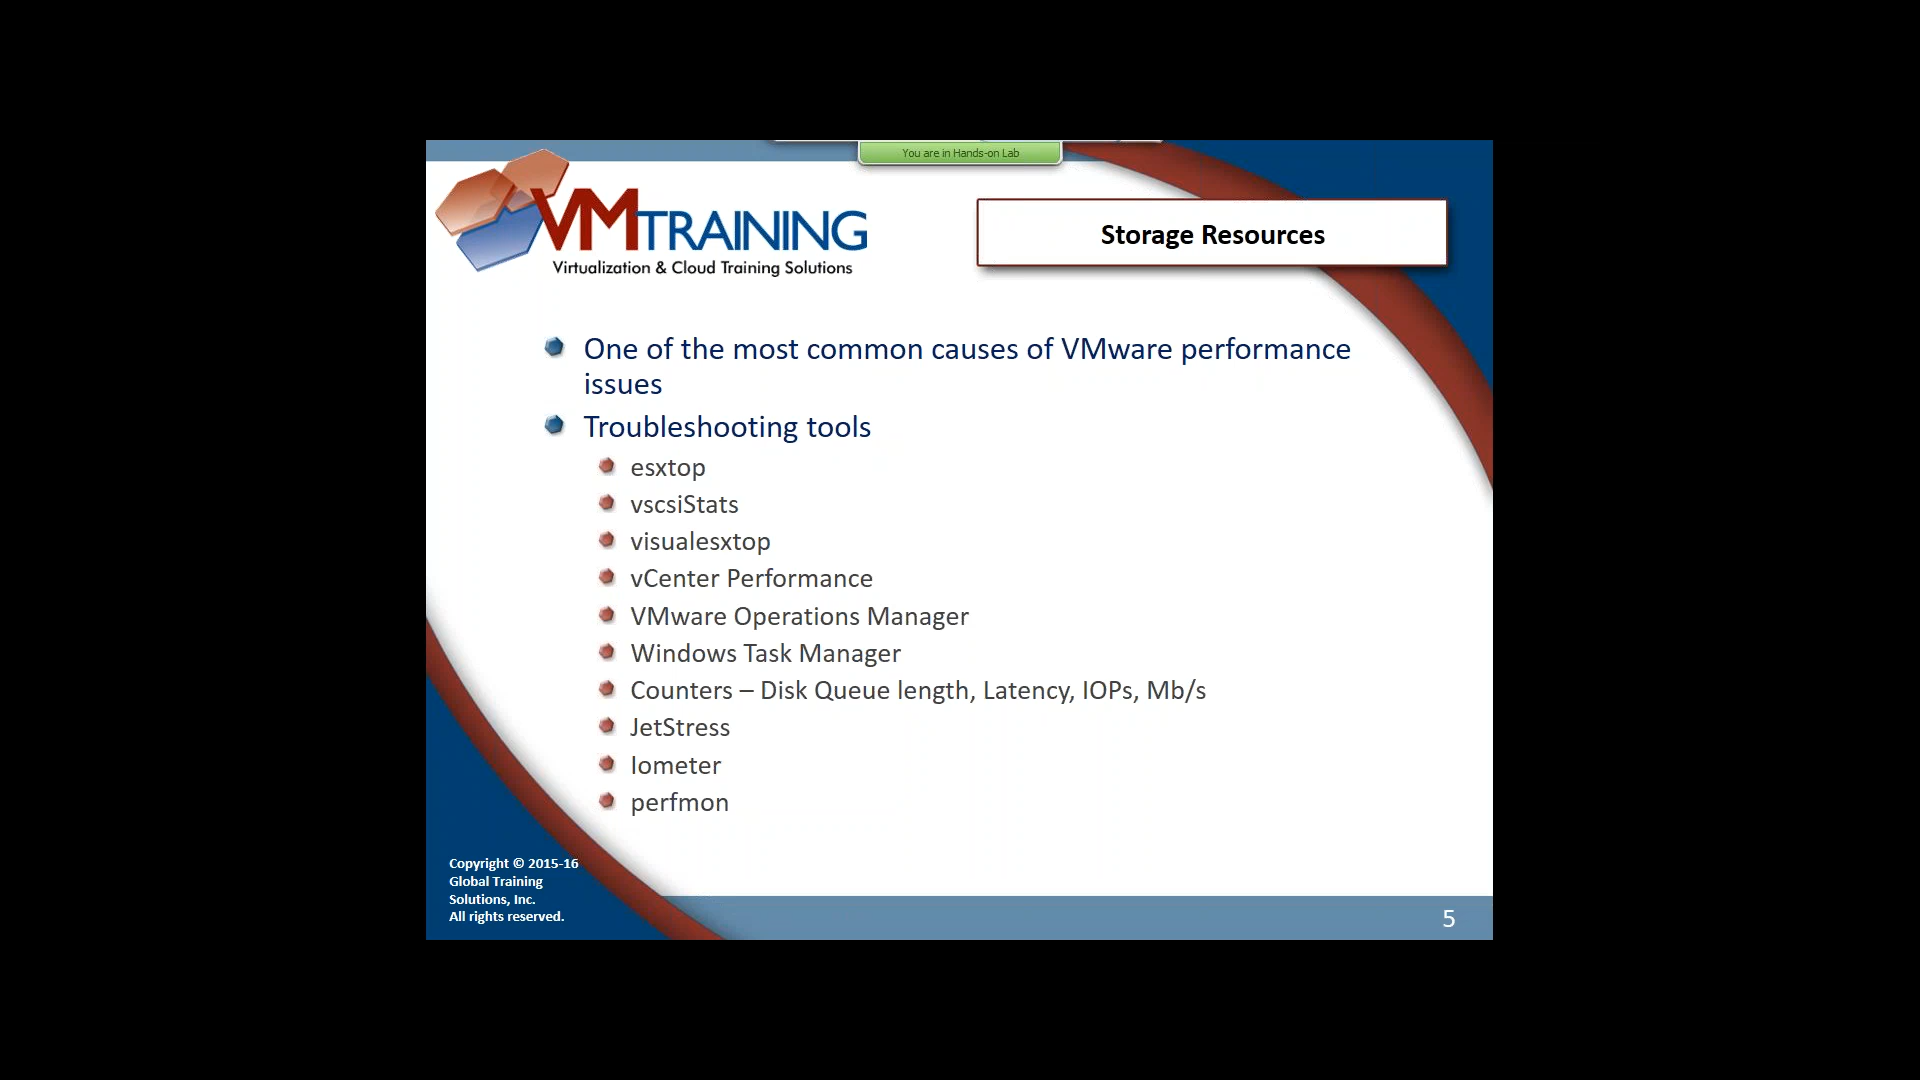 You are in Hands-on Lab
VMTRAINING
Virtualization & Cloud Training Solutions
Storage Resources
One of the most common causes of VMware performance
issues
Troubleshooting tools
esxtop
vscsiStats
visualesxtop
vCenter Performance
VMware Operations Manager
Windows Task Manager
Counters – Disk Queue length, Latency, IOPs, Mb/s
JetStress
Iometer
perfmon
Copyright © 2015-16
Global Training
Solutions, Inc.
All rights reserved.
5